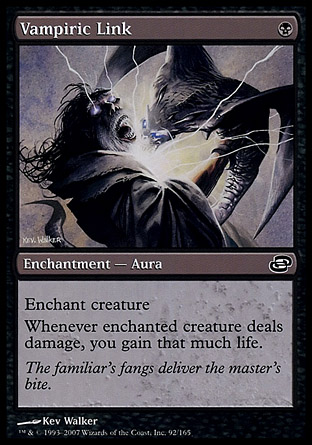 Vampiric Link
KEV WALKER
Enchantment — Aura
Enchant creature
Whenever enchanted creature deals
damage, you gain that much life.
The familiar's fangs deliver the master's
bite.
Kev Walker
™ & © 1993–2007 Wizards of the Coast, Inc. 92/165